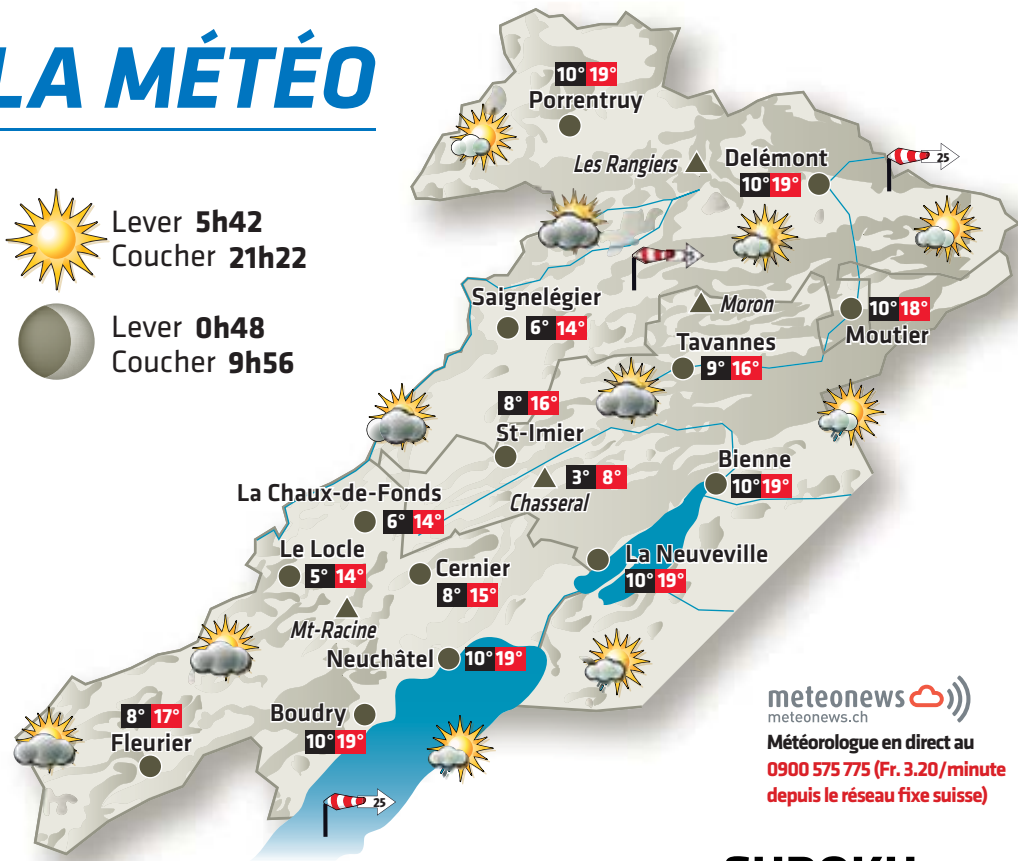 LA MÉTÉO
Lever 5h42
Coucher 21h22
Lever 0h48
Coucher 9h56
10° 19°
Porrentruy
Les Rangiers
Delémont
10° 19°
25
25
Saignelégier
6° 14°
Moron
10° 18°
Moutier
Tavannes
9° 16°
8° 16°
St-Imier
3° 8°
Chasseral
Bienne
10° 19°
La Chaux-de-Fonds
6° 14°
Le Locle
5° 14°
Cernier
8° 15°
La Neuveville
10° 19°
Mt-Racine
Neuchâtel 10° 19°
8° 17°
Fleurier
Boudry
10° 19°
25
meteonews
meteonews.ch
Météorologue en direct au
0900 575 775 (Fr. 3.20/minute
depuis le réseau fixe suisse)
SUDOKU